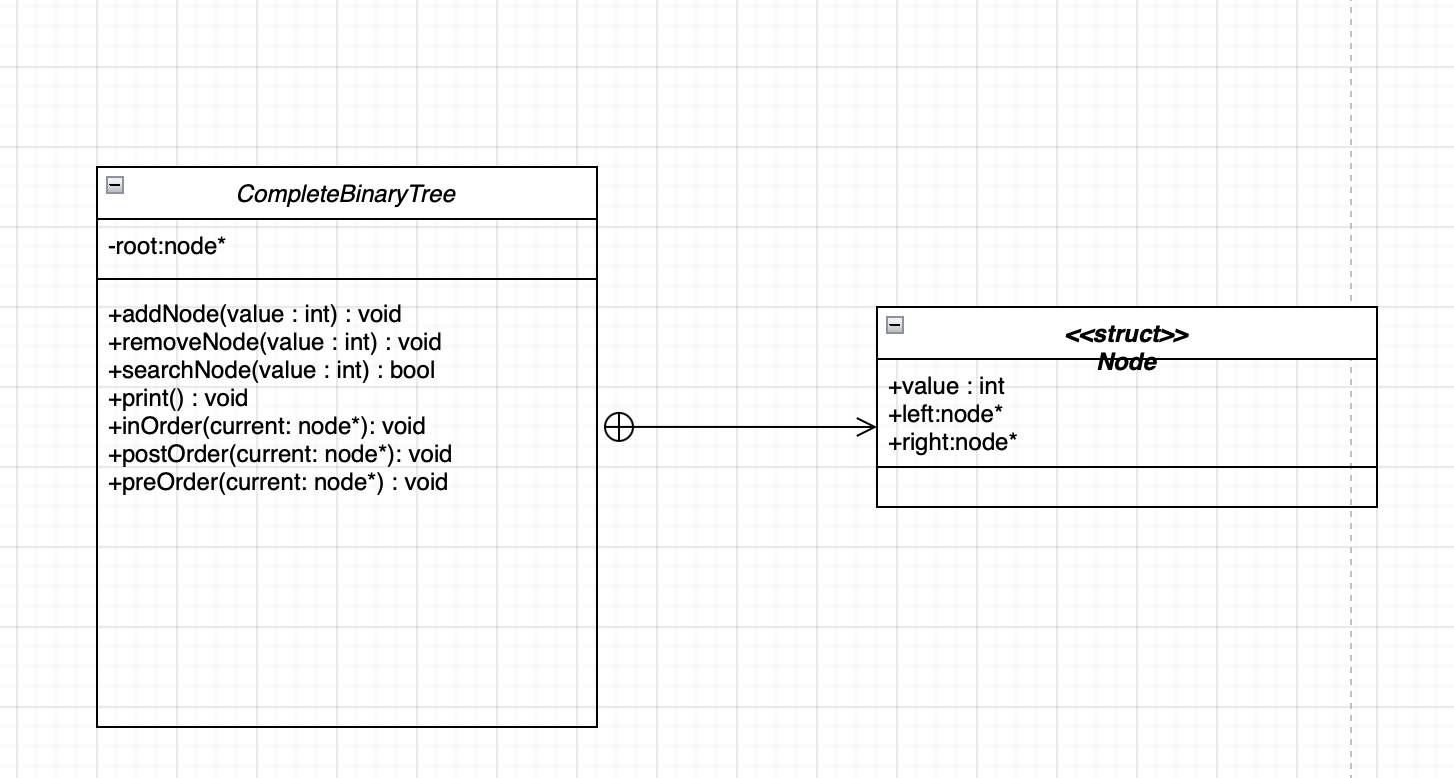 CompleteBinaryTree
-root:node*
+addNode(value : int) : void
+removeNode(value : int) : void
+searchNode(value : int) : bool
+print() : void
+inOrder(current: node*): void
+postOrder(current: node*): void
+preOrder(current: node*) : void
<<struct>>
Node
+value : int
+left:node*
+right:node*